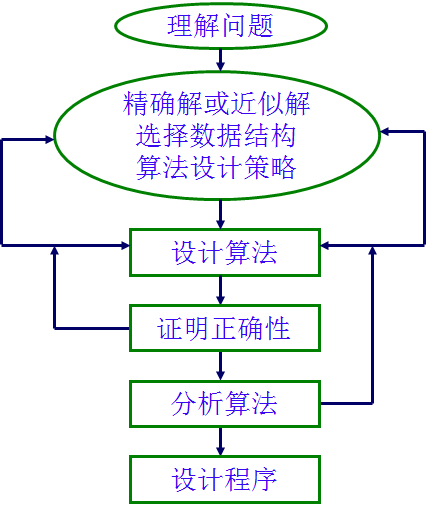 理解问题
精确解或近似解
选择数据结构
算法设计策略
设计算法
证明正确性
分析算法
设计程序